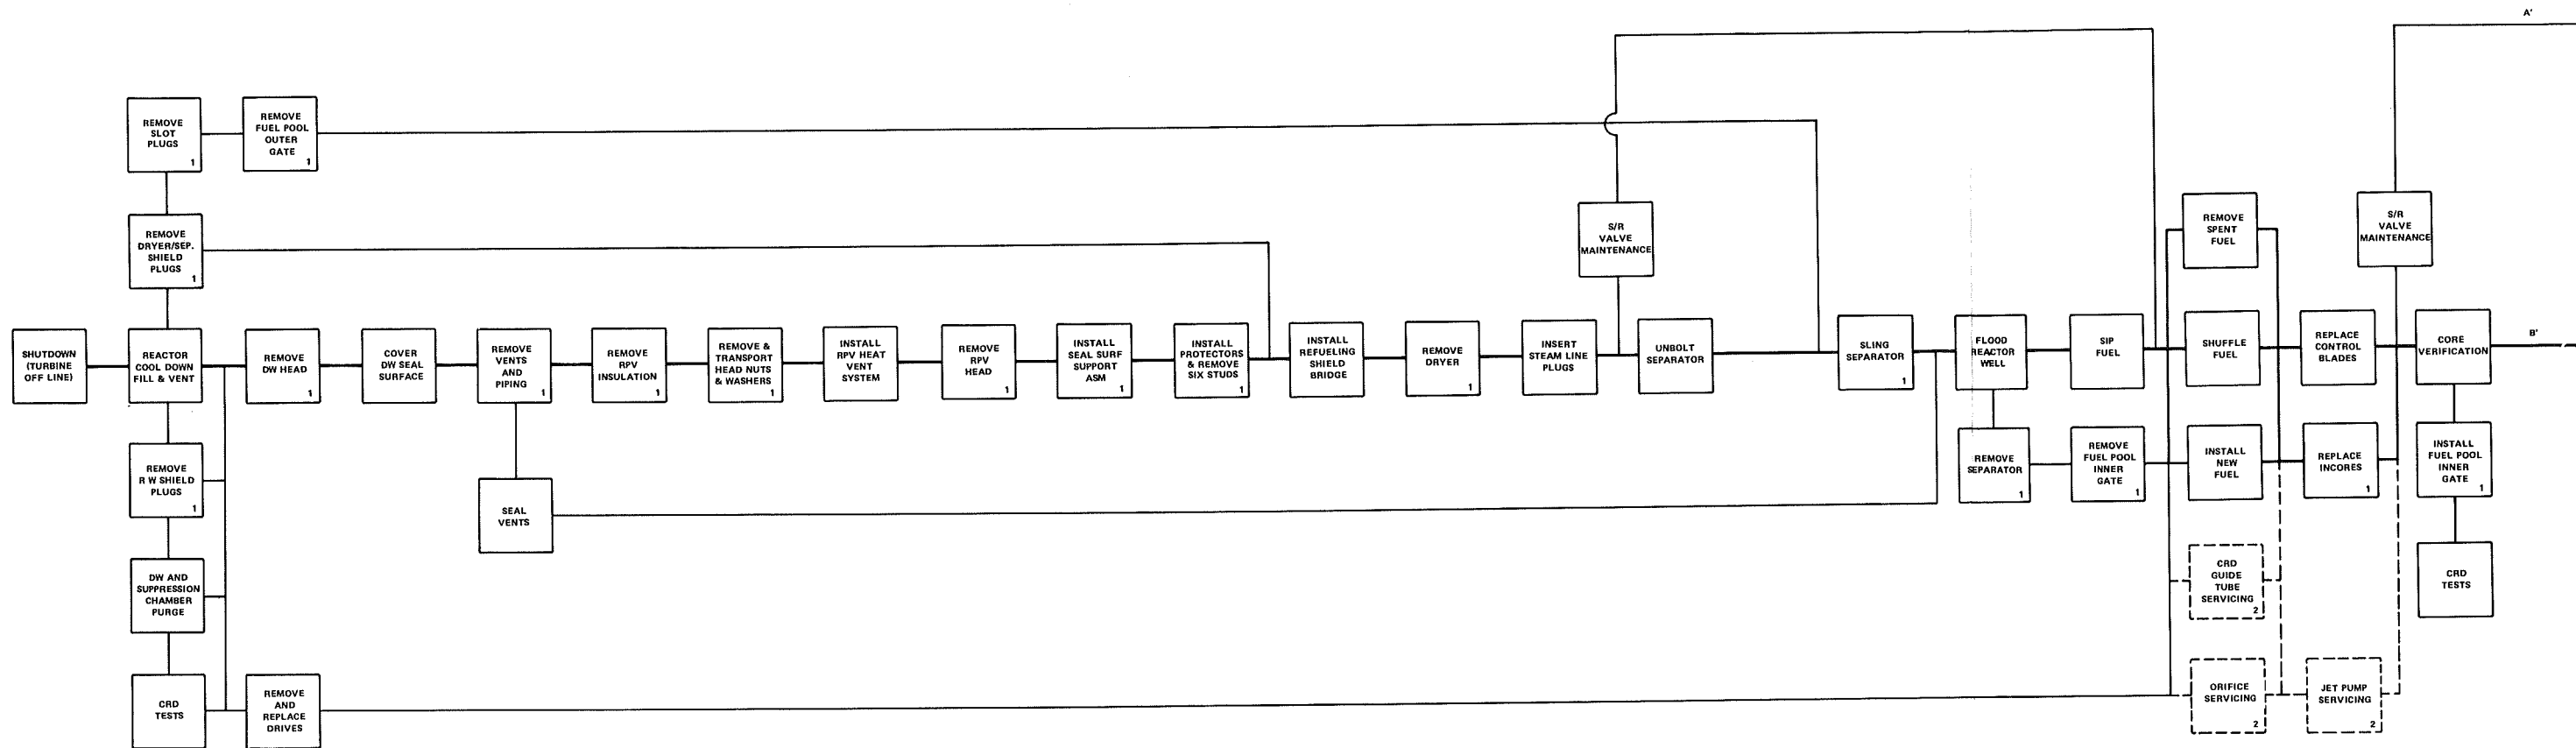 A'
REMOVE
SLOT
PLUGS
1
REMOVE
FUEL POOL
OUTER
GATE
1
REMOVE
DRYER/SEP.
SHIELD
PLUGS
1
S/R
VALVE
MAINTENANCE
REMOVE
SPENT
FUEL
S/R
VALVE
MAINTENANCE
SHUTDOWN
(TURBINE
OFF LINE)
REACTOR
COOL DOWN
FILL & VENT
REMOVE
DW HEAD
1
COVER
DW SEAL
SURFACE
REMOVE
VENTS
AND
PIPING
1
REMOVE
RPV
INSULATION
1
REMOVE &
TRANSPORT
HEAD NUTS
& WASHERS
1
INSTALL
RPV HEAT
VENT
SYSTEM
REMOVE
RPV
HEAD
1
INSTALL
SEAL SURF
SUPPORT
ASM
1
INSTALL
PROTECTORS
& REMOVE
SIX STUDS
1
INSTALL
REFUELING
SHIELD
BRIDGE
REMOVE
DRYER
1
INSERT
STEAM LINE
PLUGS
UNBOLT
SEPARATOR
SLING
SEPARATOR
1
FLOOD
REACTOR
WELL
SIP
FUEL
SHUFFLE
FUEL
REPLACE
CONTROL
BLADES
CORE
VERIFICATION
B'
REMOVE
R W SHIELD
PLUGS
1
SEAL
VENTS
REMOVE
SEPARATOR
1
REMOVE
FUEL POOL
INNER
GATE
1
INSTALL
NEW
FUEL
REPLACE
INCORES
1
INSTALL
FUEL POOL
INNER
GATE
1
DW AND
SUPPRESSION
CHAMBER
PURGE
CRD
GUIDE
TUBE
SERVICING
2
CRD
TESTS
CRD
TESTS
REMOVE
AND
REPLACE
DRIVES
ORIFICE
SERVICING
2
JET PUMP
SERVICING
2